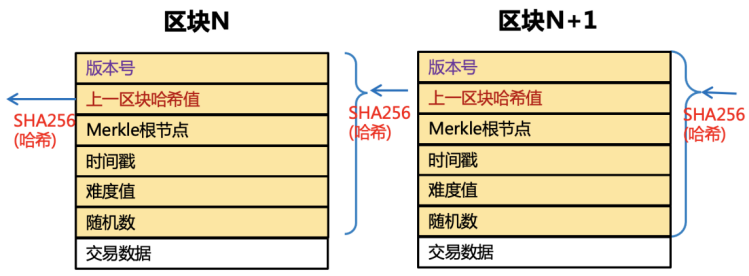 区块N
版本号
上一区块哈希值
SHA256
(哈希)
Merkle根节点
时间戳
难度值
随机数
交易数据
区块N+1
SHA256
(哈希)
版本号
上一区块哈希值
Merkle根节点
时间戳
难度值
随机数
交易数据
SHA256
(哈希)